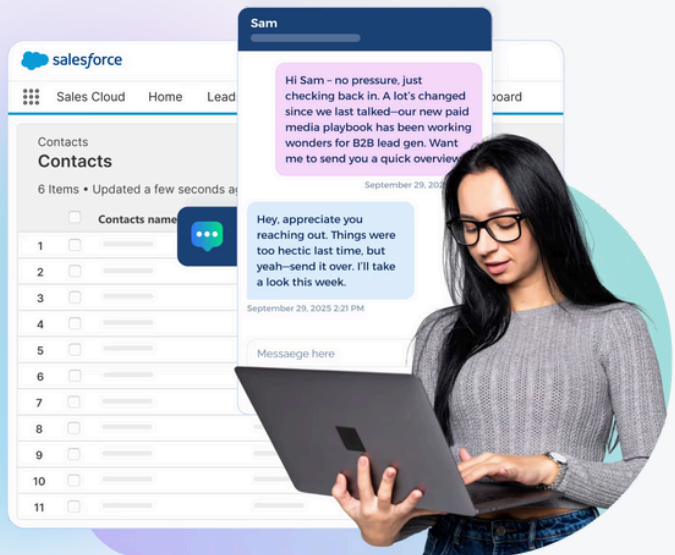 Sam
salesforce
Sales Cloud Home Lead
Contacts
Contacts
6 Items • Updated a few seconds
Contacts name
1
2
3
4
5
6
7
8
9
10
11
Hi Sam – no pressure, just
checking back in. A lot's changed
since we last talked—our new paid
media playbook has been working
wonders for B2B lead gen. Want
me to send you a quick overview
September 29,
Hey, appreciate you
reaching out. Things were
too hectic last time, but
yeah—send it over. I'll take
a look this week.
September 29, 2025 2:21 PM
Messaege here